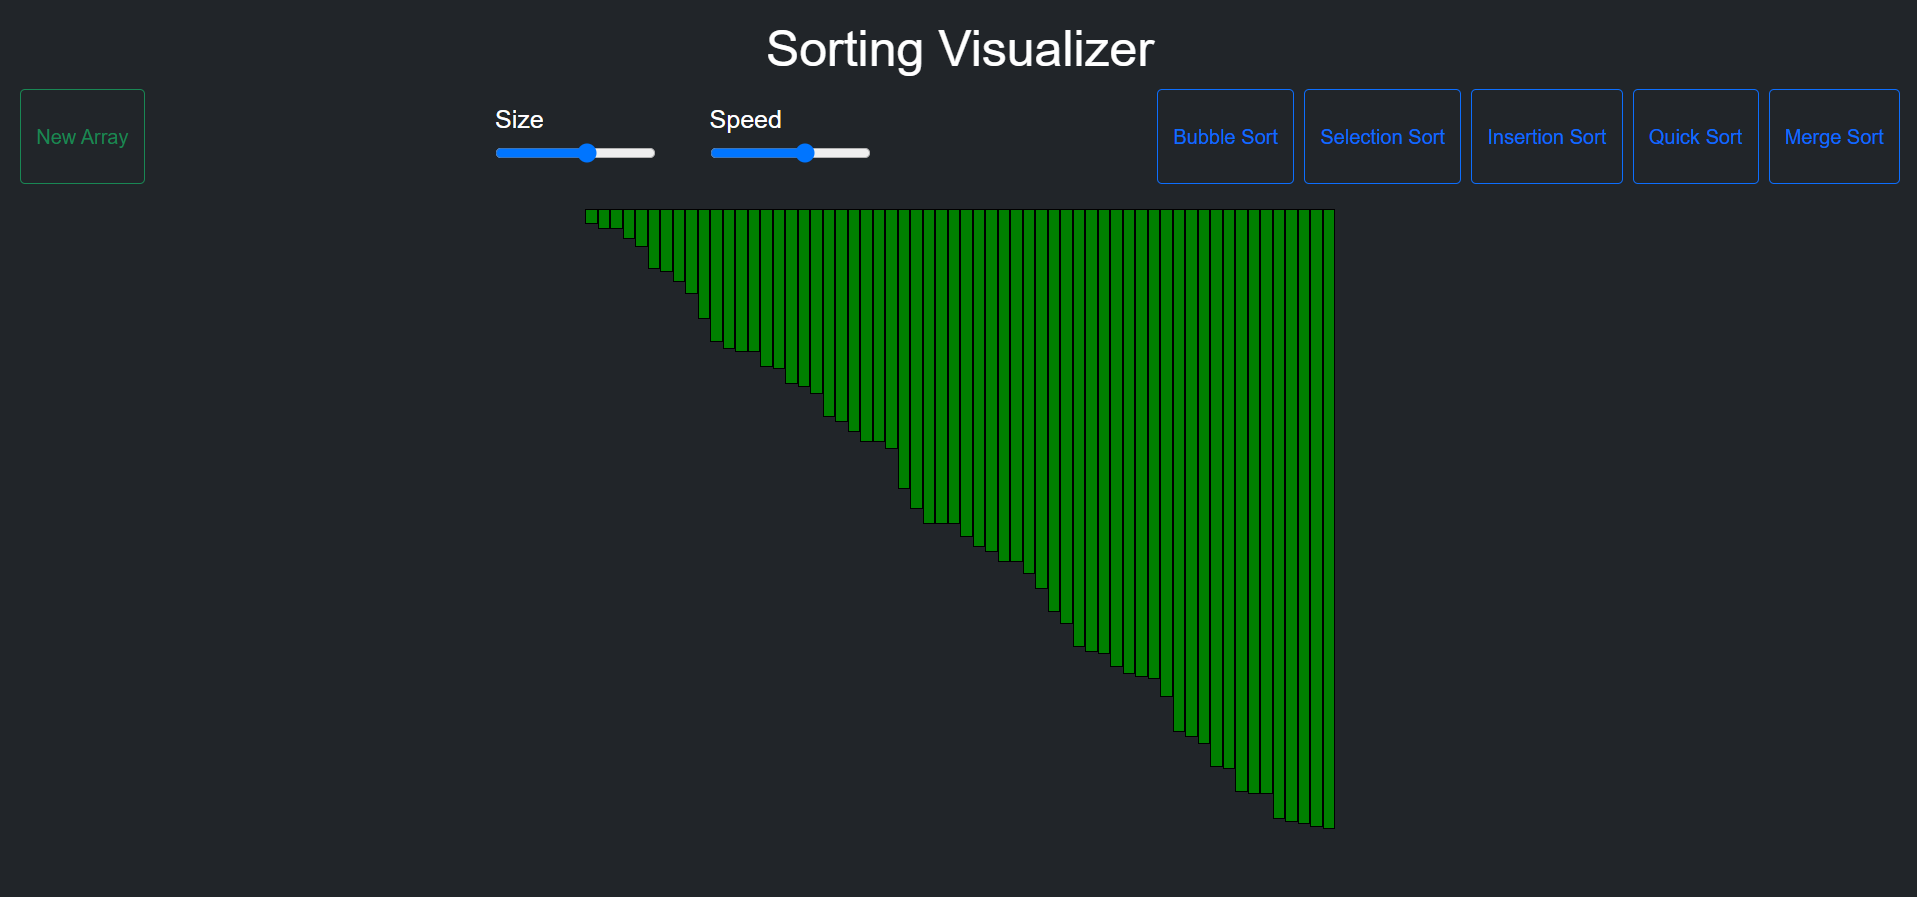 Sorting Visualizer
New Array
Size
Speed
Bubble Sort
Selection Sort
Insertion Sort
Quick Sort
Merge Sort